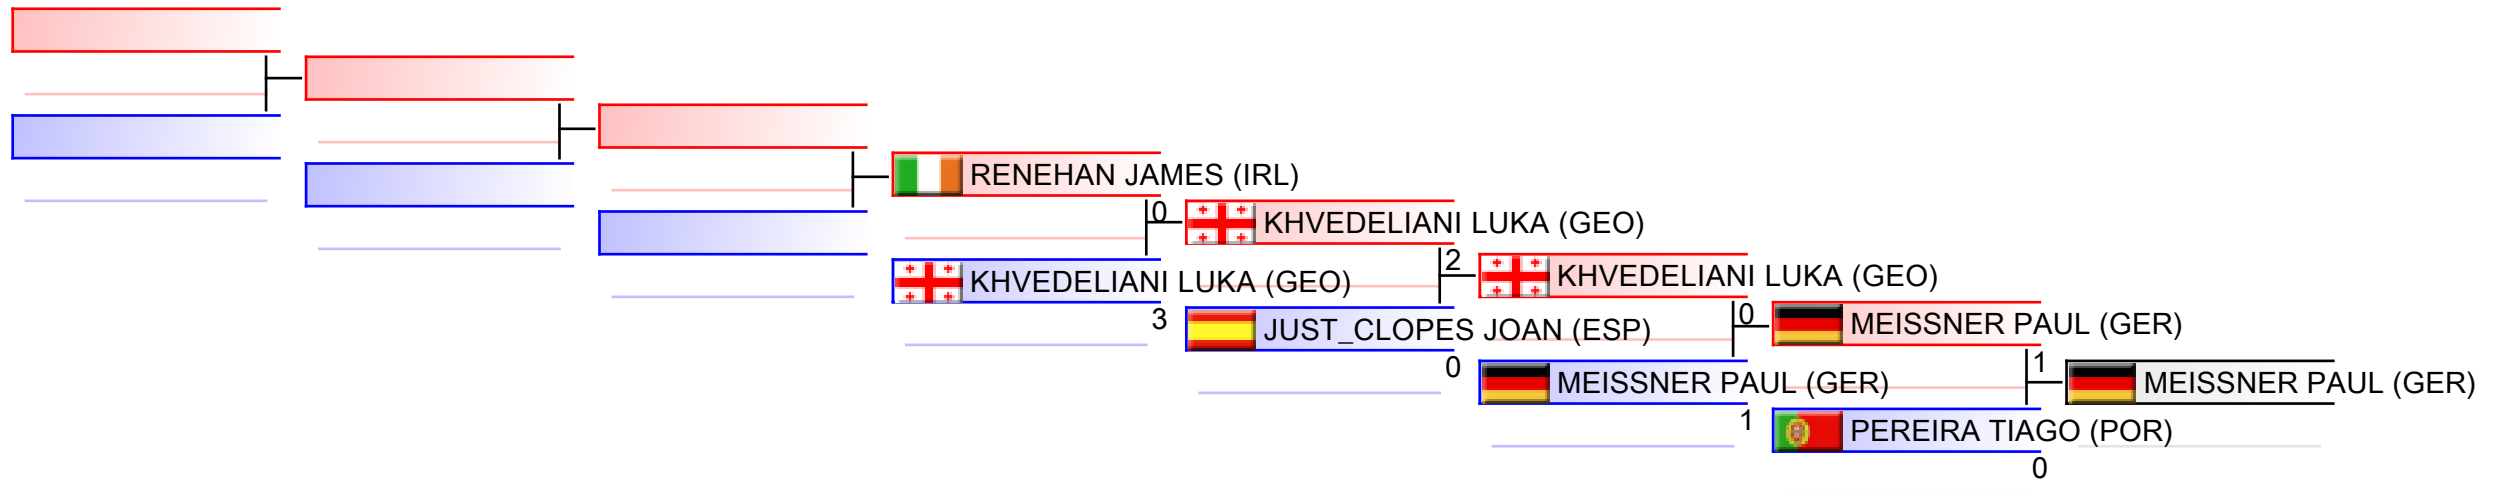 RENEHAN JAMES (IRL)
0
KHVEDELIANI LUKA (GEO)
3
KHVEDELIANI LUKA (GEO)
2
JUST_CLOPES JOAN (ESP)
0
KHVEDELIANI LUKA (GEO)
0
MEISSNER PAUL (GER)
1
MEISSNER PAUL (GER)
1
PEREIRA TIAGO (POR)
0
MEISSNER PAUL (GER)